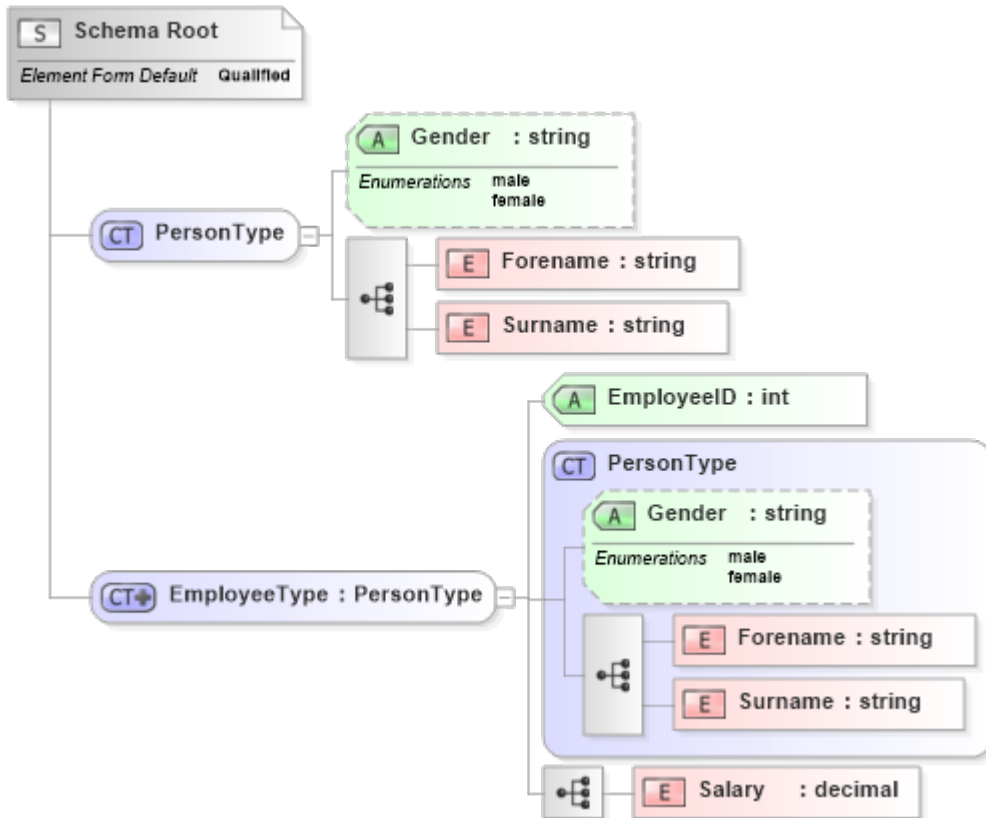 S Schema Root
Element Form Default Qualified
A Gender : string
Enumerations male
female
CT PersonType
E Forename : string
E Surname : string
A EmployeeID : int
CT PersonType
A Gender : string
Enumerations male
female
CT+ EmployeeType : PersonType
E Forename : string
E Surname : string
E Salary : decimal